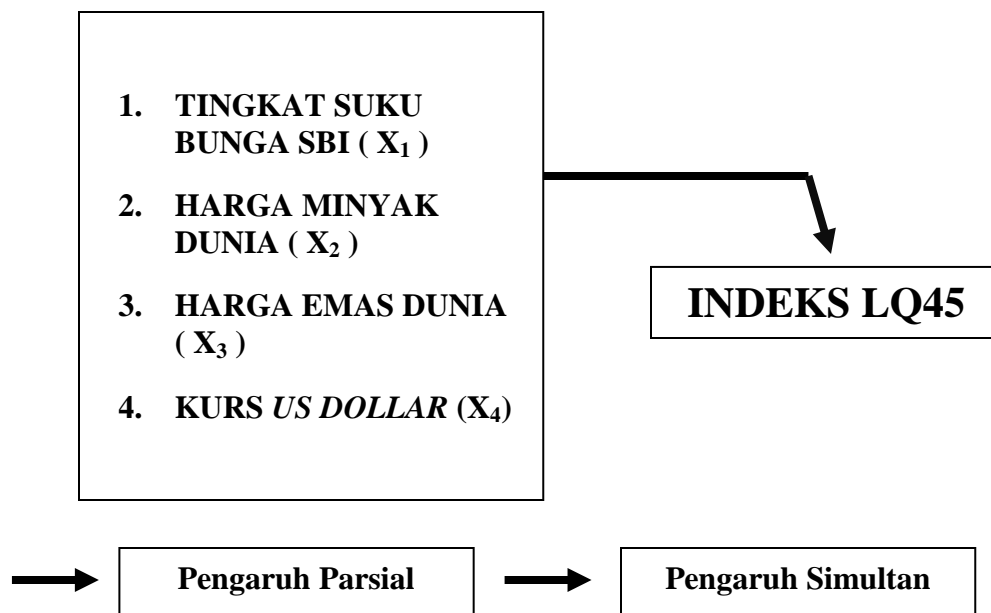 1. TINGKAT SUKU
BUNGA SBI ( X₁ )
2. HARGA MINYAK
DUNIA ( X₂ )
3. HARGA EMAS DUNIA
( X₃ )
4. KURS US DOLLAR (X₄)
INDEKS LQ45
Pengaruh Parsial
Pengaruh Simultan